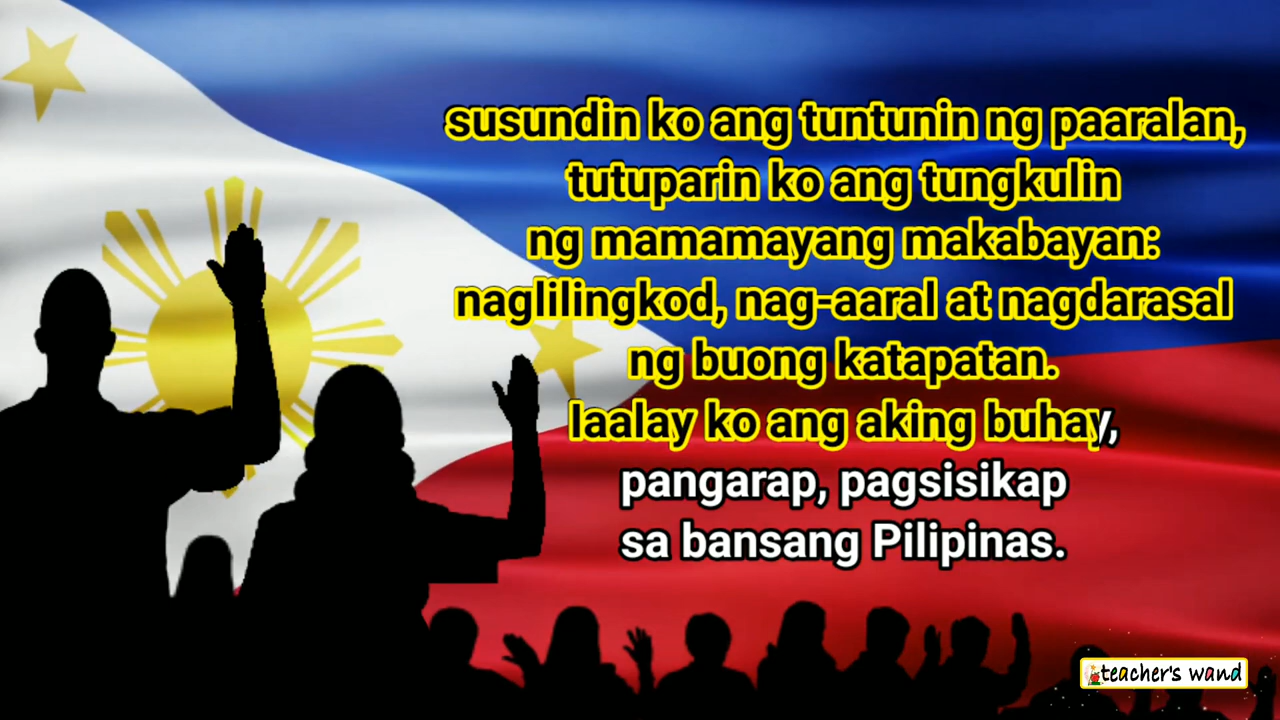 susundin ko ang tuntunin ng paaralan,
tutuparin ko ang tungkulin
ng mamamayang makabayan:
naglilingkod, nag-aaral at nagdarasal
ng buong katapatan.
Iaalay ko ang aking buhay,
pangarap, pagsisikap
sa bansang Pilipinas.
teacher's wand